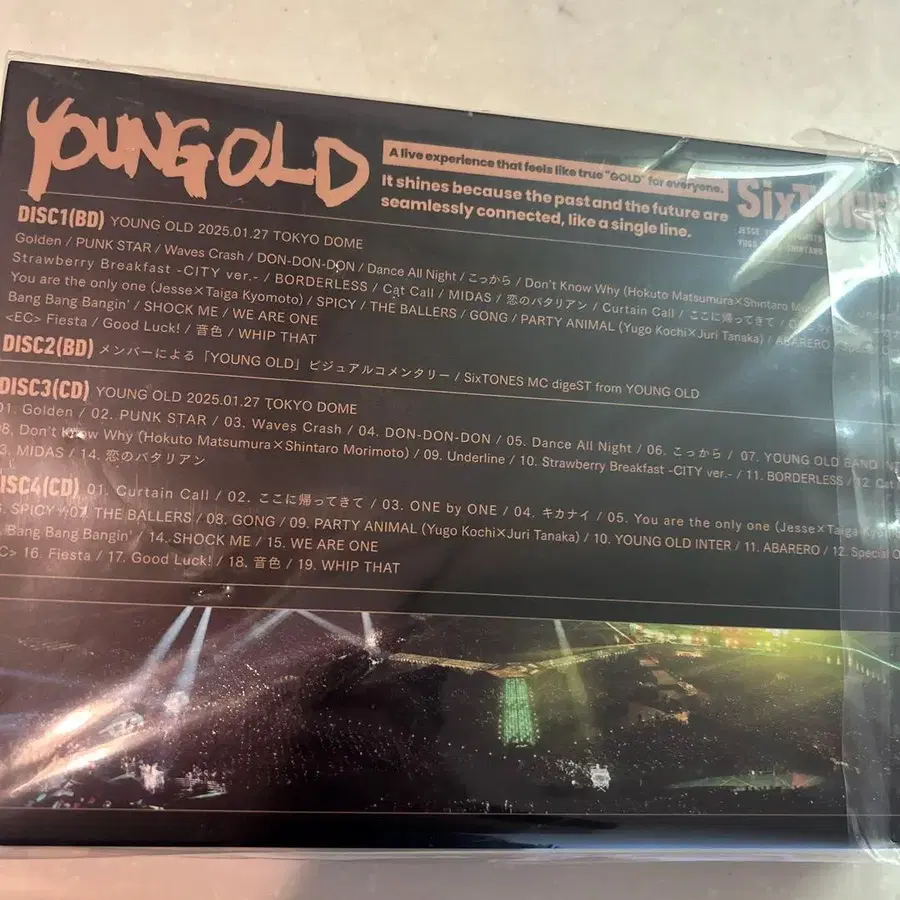 YOUNG OLD
A live experience that feels like true "GOLD" for everyone.
It shines because the past and the future are
seamlessly connected, like a single line.
SixTONES
DISC1(BD) YOUNG OLD 2025.01.27 TOKYO DOME
Golden / PUNK STAR / Waves Crash / DON-DON-DON / Dance All Night / こっから / Don't Know Why (Hokuto Matsumura×Shintaro
Strawberry Breakfast -CITY ver.- / BORDERLESS / Cat Call / MIDAS / 恋のバタリアン / Curtain Call / ここに帰ってきて /
You are the only one (Jesse×Taiga Kyomoto) / SPICY / THE BALLERS / GONG / PARTY ANIMAL (Yugo Kochi×Juri Tanaka) / ABARERO
Bang Bang Bangin' / SHOCK ME / WE ARE ONE
<EC> Fiesta / Good Luck! / 音色 / WHIP THAT
DISC2(BD) メンバーによる「YOUNG OLD」ビジュアルコメンタリー / SixTONES MC digeST from YOUNG OLD
DISC3(CD) YOUNG OLD 2025.01.27 TOKYO DOME
01. Golden / 02. PUNK STAR / 03. Waves Crash / 04. DON-DON-DON / 05. Dance All Night / 06. こっから / 07. YOUNG OLD BAND
08. Don't Know Why (Hokuto Matsumura×Shintaro Morimoto) / 09. Underline / 10. Strawberry Breakfast -CITY ver.- / 11. BORDERLESS / 12. Cat
3. MIDAS / 14. 恋のバタリアン
DISC4(CD) 01. Curtain Call / 02. ここに帰ってきて / 03. ONE by ONE / 04. キカナイ / 05. You are the only one (Jesse×Taiga
. SPICY / 07. THE BALLERS / 08. GONG / 09. PARTY ANIMAL (Yugo Kochi×Juri Tanaka) / 10. YOUNG OLD INTER / 11. ABARERO / 12. Special
Bang Bang Bangin' / 14. SHOCK ME / 15. WE ARE ONE
C> 16. Fiesta / 17. Good Luck! / 18. 音色 / 19. WHIP THAT